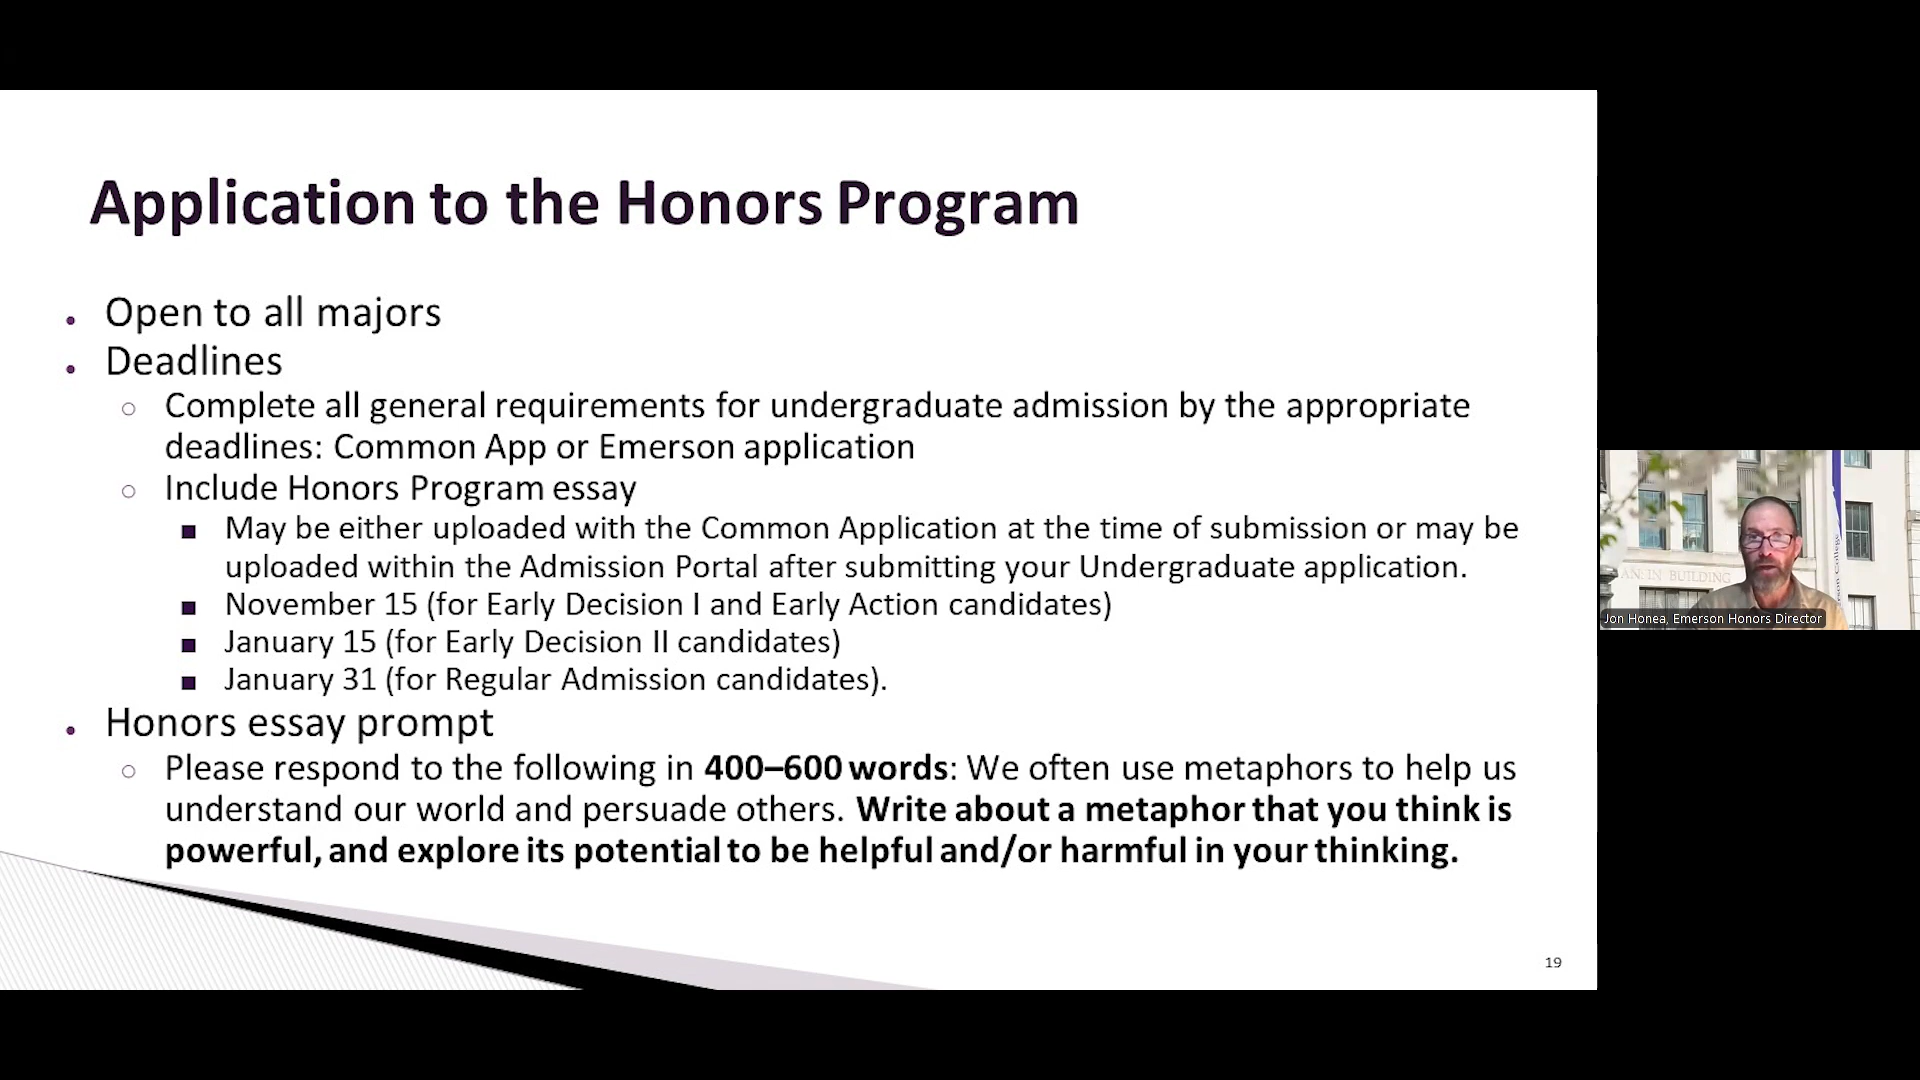 Application to the Honors Program
• Open to all majors
• Deadlines
○ Complete all general requirements for undergraduate admission by the appropriate
deadlines: Common App or Emerson application
○ Include Honors Program essay
■ May be either uploaded with the Common Application at the time of submission or may be
uploaded within the Admission Portal after submitting your Undergraduate application.
■ November 15 (for Early Decision I and Early Action candidates)
■ January 15 (for Early Decision II candidates)
■ January 31 (for Regular Admission candidates).
• Honors essay prompt
○ Please respond to the following in 400–600 words: We often use metaphors to help us
understand our world and persuade others. Write about a metaphor that you think is
powerful, and explore its potential to be helpful and/or harmful in your thinking.
19
BUILDING
Jon Honea, Emerson Honors Director